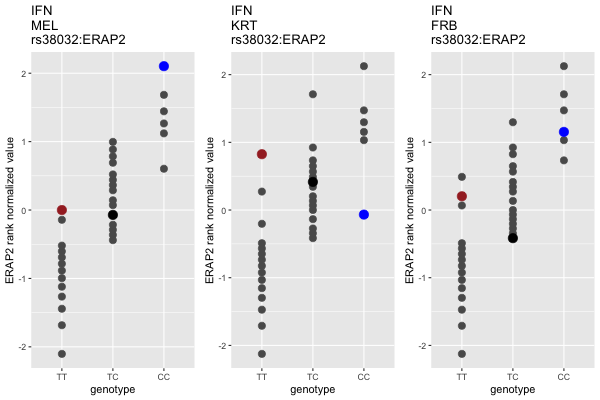 IFN
MEL
rs38032:ERAP2
ERAP2 rank normalized value
2
1
0
-1
-2
TT
TC
CC
genotype
IFN
KRT
rs38032:ERAP2
ERAP2 rank normalized value
2
1
0
-1
-2
TT
TC
CC
genotype
IFN
FRB
rs38032:ERAP2
ERAP2 rank normalized value
2
1
0
-1
-2
TT
TC
CC
genotype